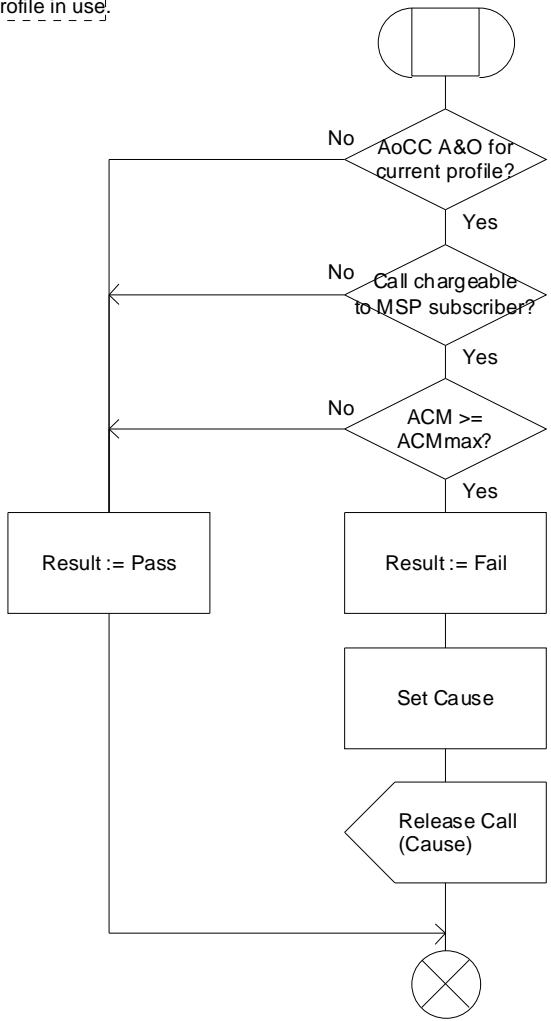 rofile in use.
No
AoCC A&O for
current profile?
Yes
No
Call chargeable
to MSP subscriber?
Yes
No
ACM >=
ACMmax?
Yes
Result := Pass
Result := Fail
Set Cause
Release Call
(Cause)